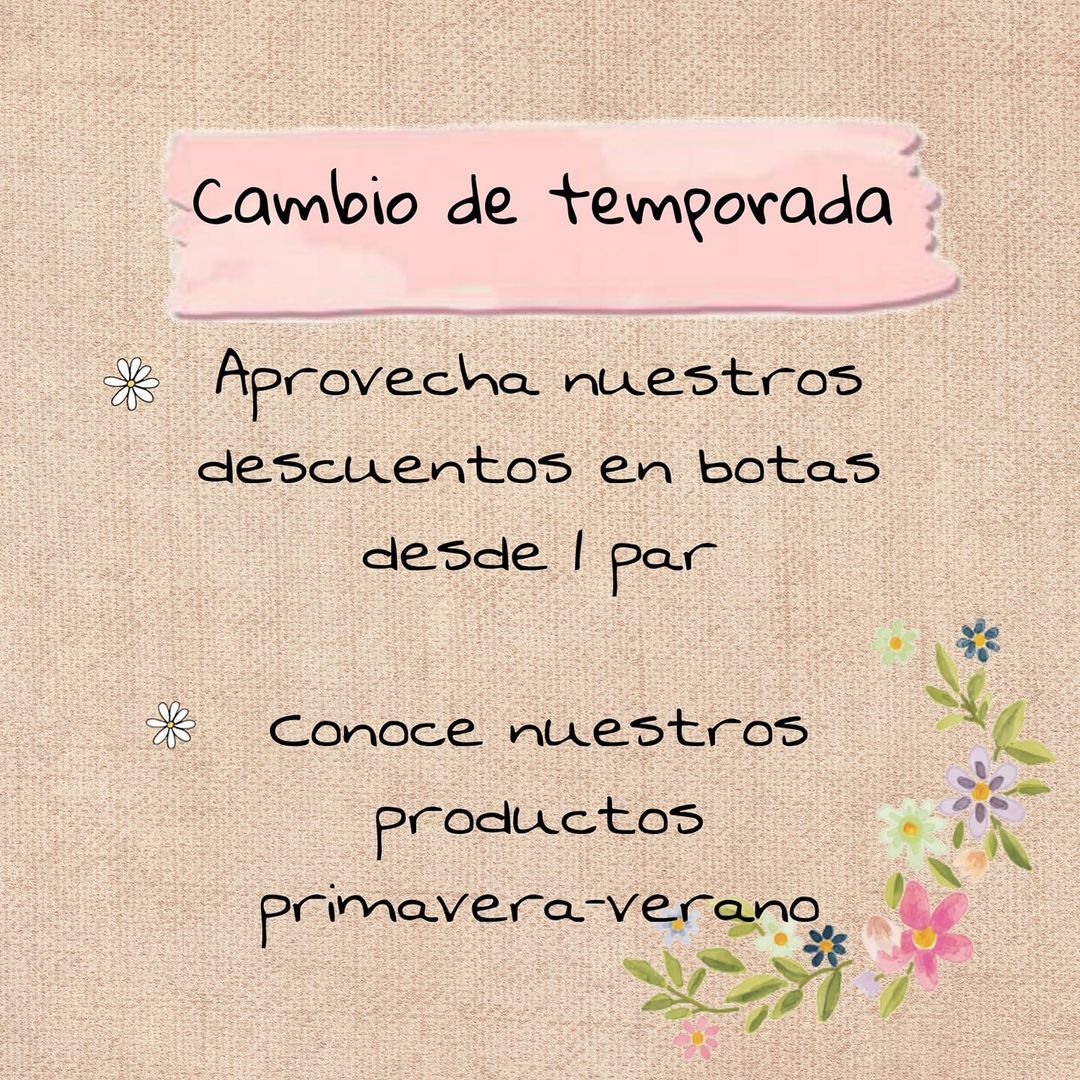 Cambio de temporada
Aprovecha nuestros
descuentos en botas
desde 1 par
Conoce nuestros
productos
primavera-verano